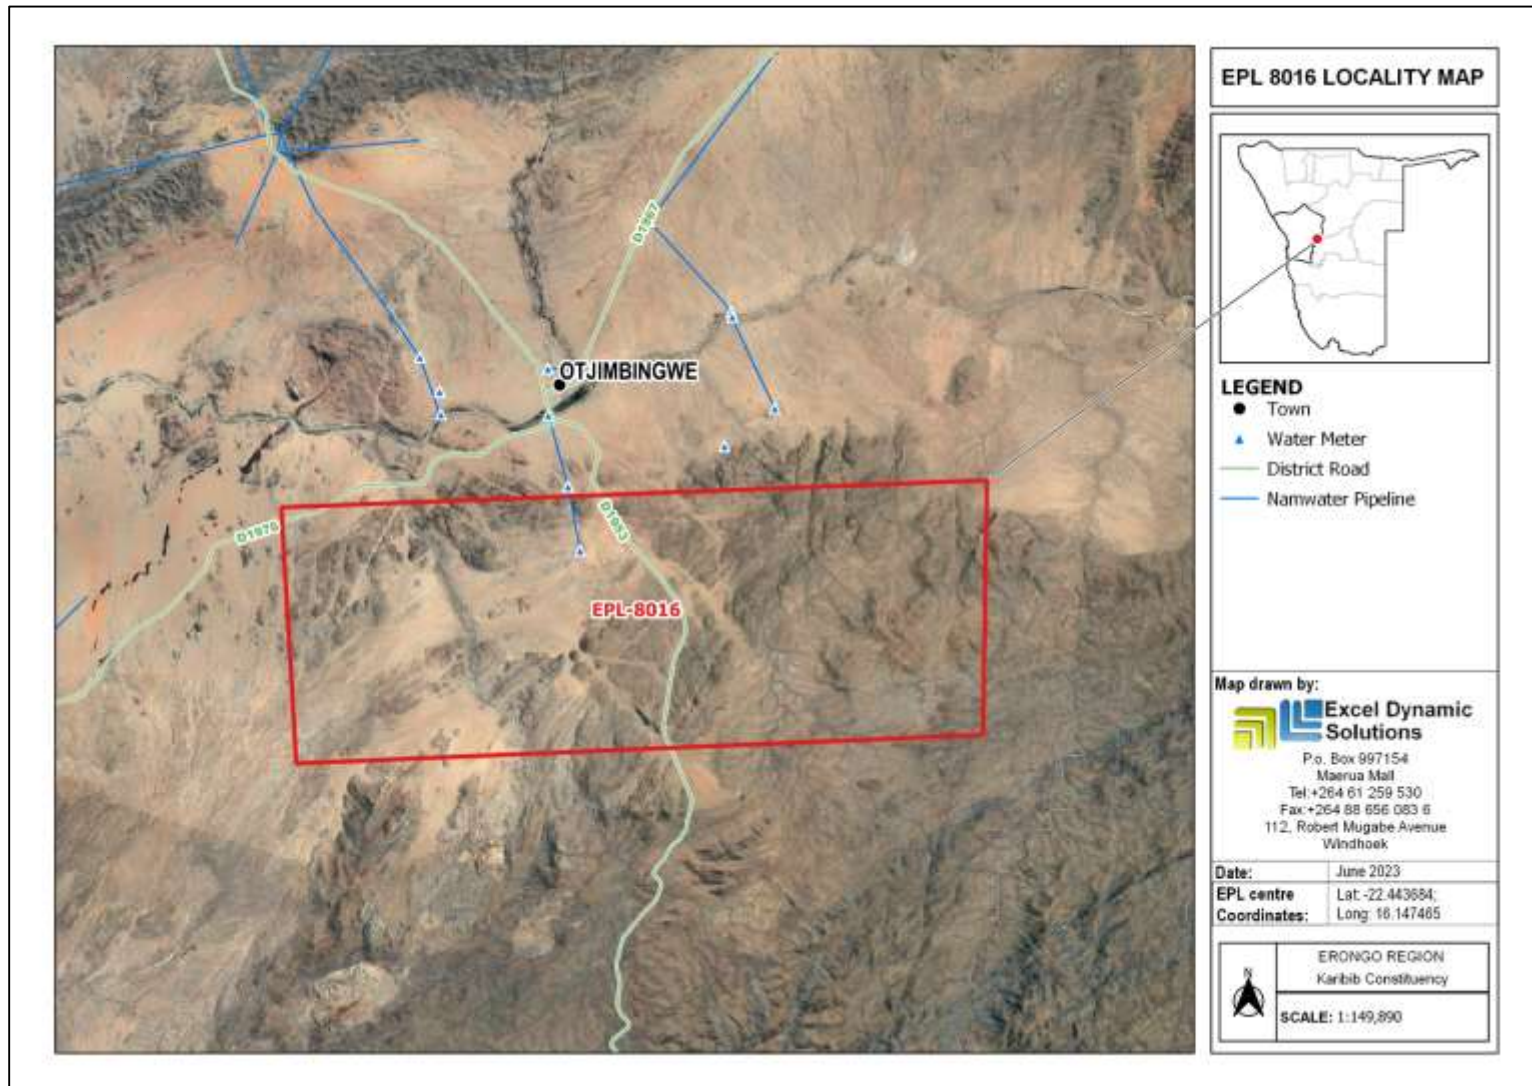 EPL 8016 LOCALITY MAP
D1967
OTJIMBINGWE
D1976
D1953
EPL-8016
LEGEND
Town
Water Meter
District Road
Namwater Pipeline
Map drawn by:
Excel Dynamic
Solutions
P.o. Box 997154
Maerua Mall
Tel:+264 61 259 530
Fax:+264 88 656 083 6
112, Robert Mugabe Avenue
Windhoek
Date: June 2023
EPL centre Lat: -22.443684;
Coordinates: Long: 16.147465
N
ERONGO REGION
Karibib Constituency
SCALE: 1:149,890